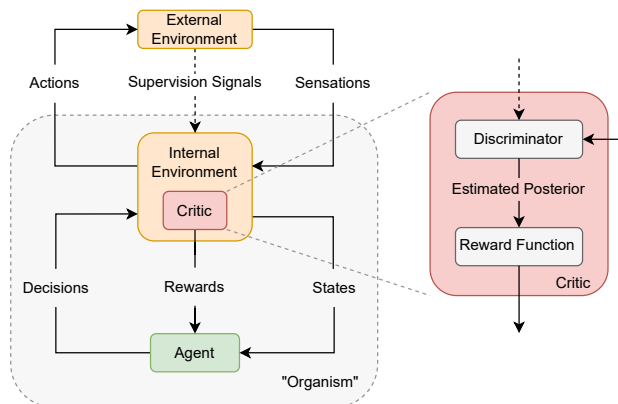 External
Environment
Actions
Supervision Signals
Sensations
Internal
Environment
Critic
Decisions
Rewards
States
Agent
"Organism"
Discriminator
Estimated Posterior
Reward Function
Critic